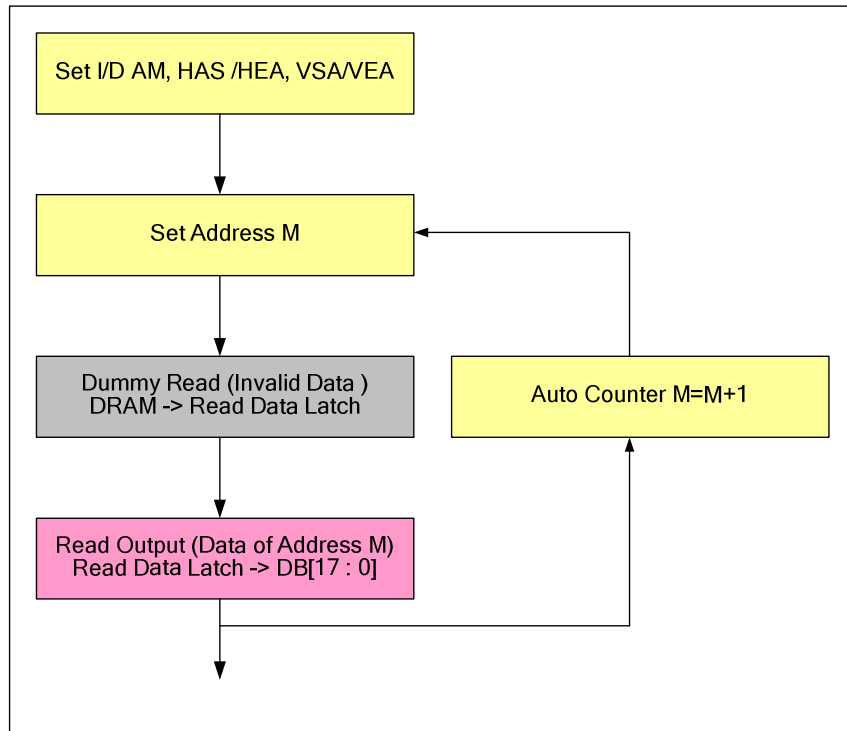 Set I/D AM, HAS /HEA, VSA/VEA
Set Address M
Dummy Read (Invalid Data )
DRAM -> Read Data Latch
Auto Counter M=M+1
Read Output (Data of Address M)
Read Data Latch -> DB[17 : 0]